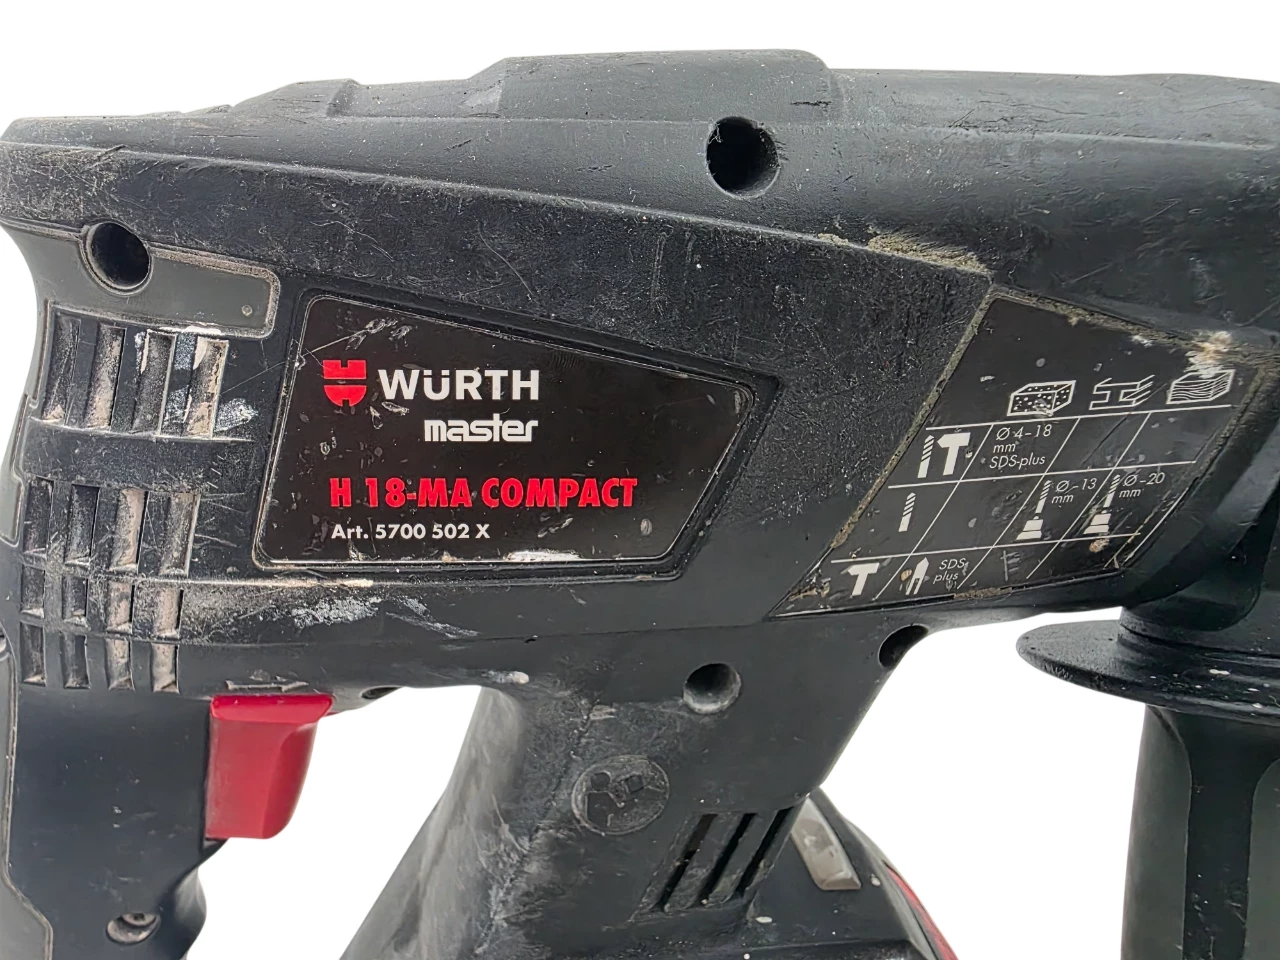 WÜRTH
master
H 18-MA COMPACT
Art. 5700 502 X
Ø 4-18
mm
SDS-plus
Ø -13
mm
Ø -20
mm
SDS
plus